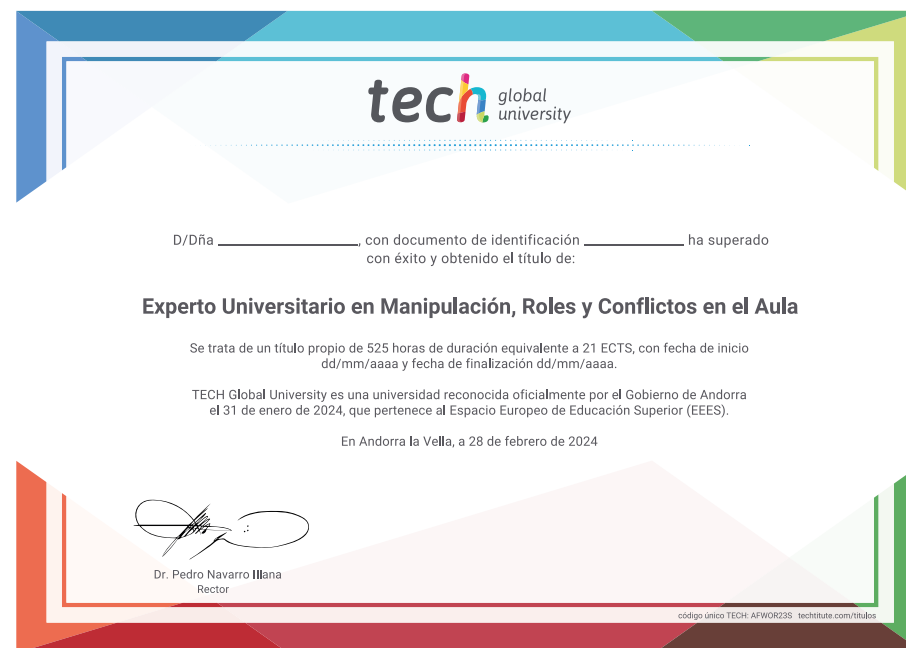 tech global
university
D/Dña ____________, con documento de identificación ____________ ha superado
con éxito y obtenido el título de:
Experto Universitario en Manipulación, Roles y Conflictos en el Aula
Se trata de un título propio de 525 horas de duración equivalente a 21 ECTS, con fecha de inicio
dd/mm/aaaa y fecha de finalización dd/mm/aaaa.
TECH Global University es una universidad reconocida oficialmente por el Gobierno de Andorra
el 31 de enero de 2024, que pertenece al Espacio Europeo de Educación Superior (EEES).
En Andorra la Vella, a 28 de febrero de 2024
Dr. Pedro Navarro Illana
Rector
código único TECH: AFWOR23S techtitute.com/titulos